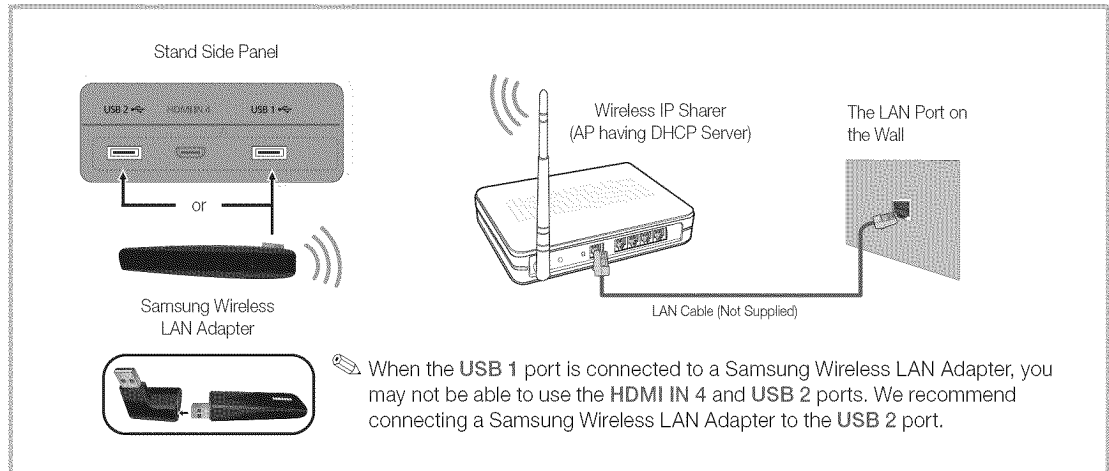 Stand Side Panel
USB 2
HDMI IN 4
USB 1
or
Samsung Wireless
LAN Adapter
Wireless IP Sharer
(AP having DHCP Server)
The LAN Port on
the Wall
LAN Cable (Not Supplied)
When the USB 1 port is connected to a Samsung Wireless LAN Adapter, you
may not be able to use the HDMI IN 4 and USB 2 ports. We recommend
connecting a Samsung Wireless LAN Adapter to the USB 2 port.